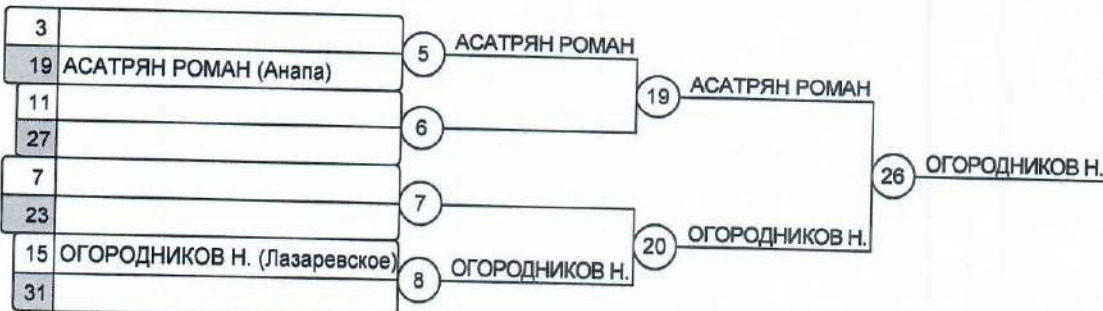 3
19 АСАТРЯН РОМАН (Анапа)
5 АСАТРЯН РОМАН
11
27
6
19 АСАТРЯН РОМАН
7
23
7
26 ОГОРОДНИКОВ Н.
15 ОГОРОДНИКОВ Н. (Лазаревское)
31
8 ОГОРОДНИКОВ Н.
20 ОГОРОДНИКОВ Н.